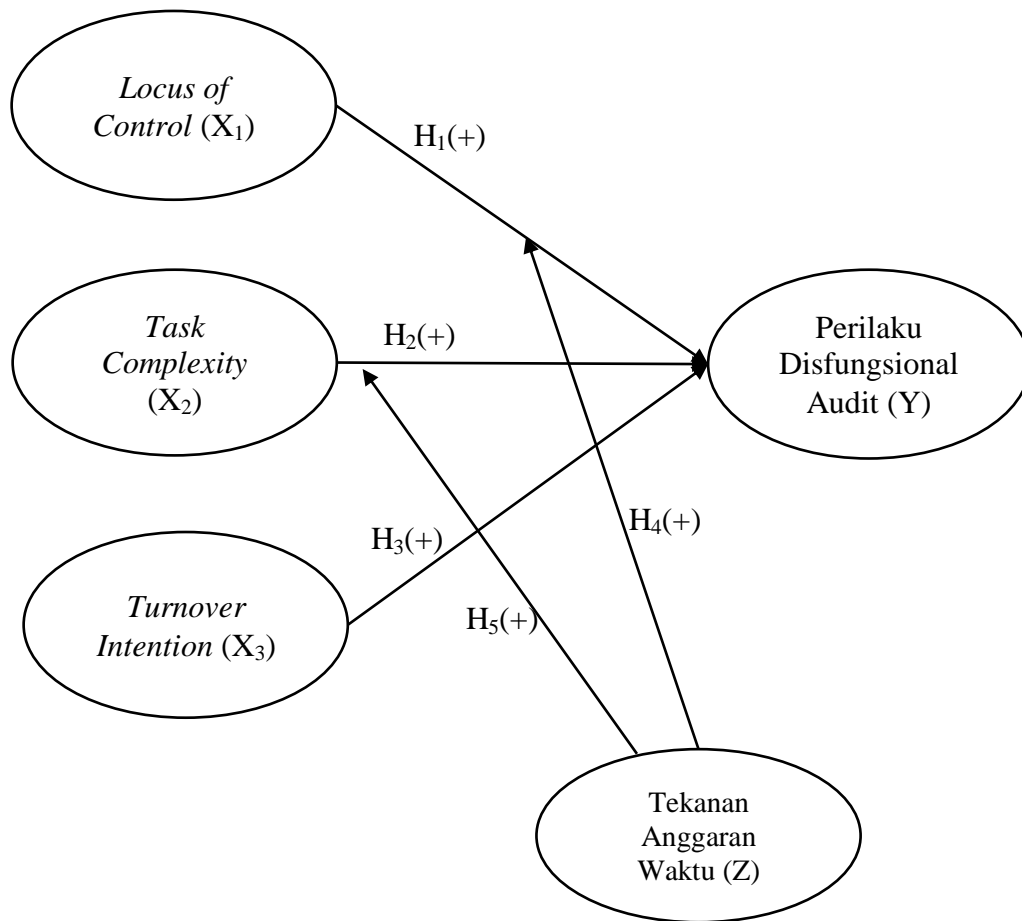 Locus of
Control (X₁)
H₁(+)
Task
Complexity
(X₂)
H₂(+)
Perilaku
Disfungsional
Audit (Y)
H₃(+)
H₄(+)
Turnover
Intention (X₃)
H₅(+)
Tekanan
Anggaran
Waktu (Z)